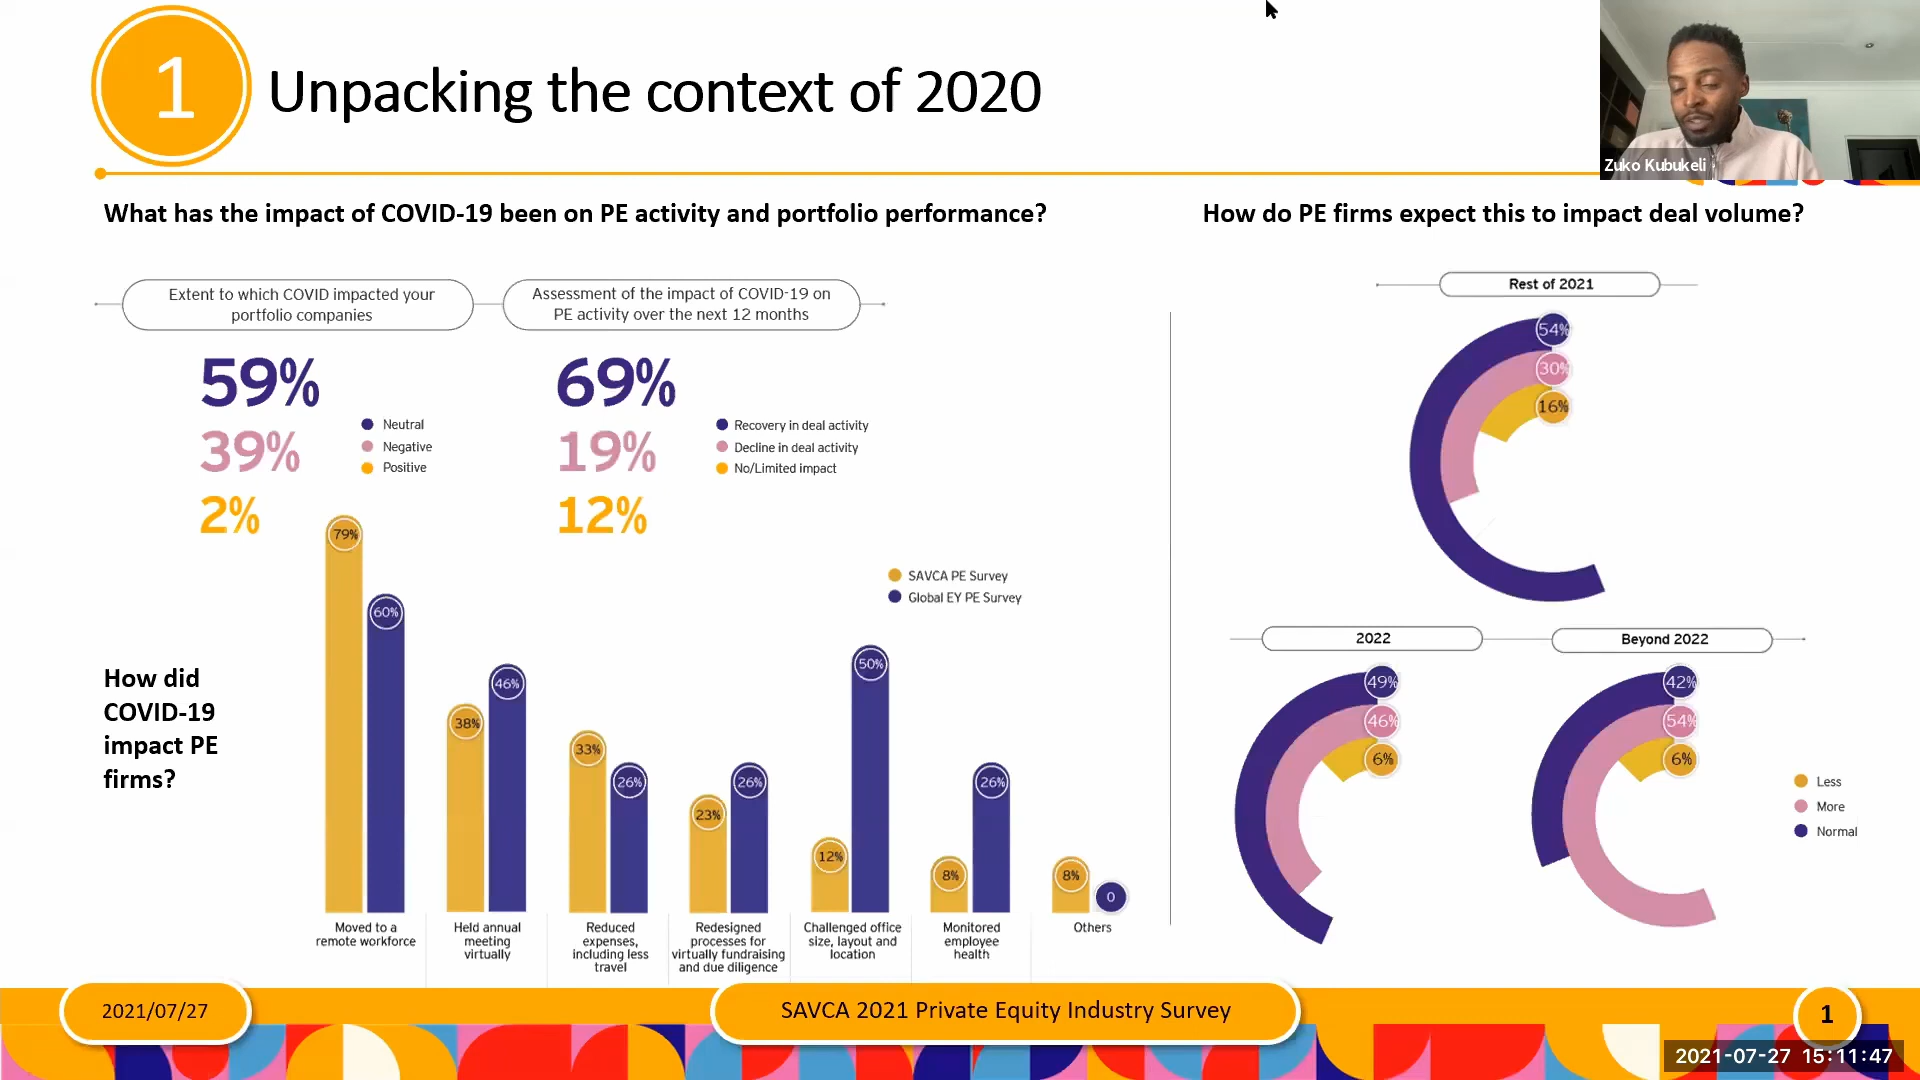 1
Unpacking the context of 2020
Zuko Kubukeli
What has the impact of COVID-19 been on PE activity and portfolio performance?
How do PE firms expect this to impact deal volume?
Extent to which COVID impacted your
portfolio companies
Assessment of the impact of COVID-19 on
PE activity over the next 12 months
59%
39%
2%
Neutral
Negative
Positive
69%
19%
12%
Recovery in deal activity
Decline in deal activity
No/Limited impact
SAVCA PE Survey
Global EY PE Survey
How did
COVID-19
impact PE
firms?
79%
60%
38%
46%
33%
26%
23%
26%
12%
50%
8%
26%
8%
0
Moved to a
remote workforce
Held annual
meeting
virtually
Reduced
expenses,
including less
travel
Redesigned
processes for
virtually fundraising
and due diligence
Challenged office
size, layout and
location
Monitored
employee
health
Others
Rest of 2021
54%
30%
16%
2022
49%
46%
6%
Beyond 2022
42%
54%
6%
Less
More
Normal
2021/07/27
SAVCA 2021 Private Equity Industry Survey
1
2021-07-27 15:11:47